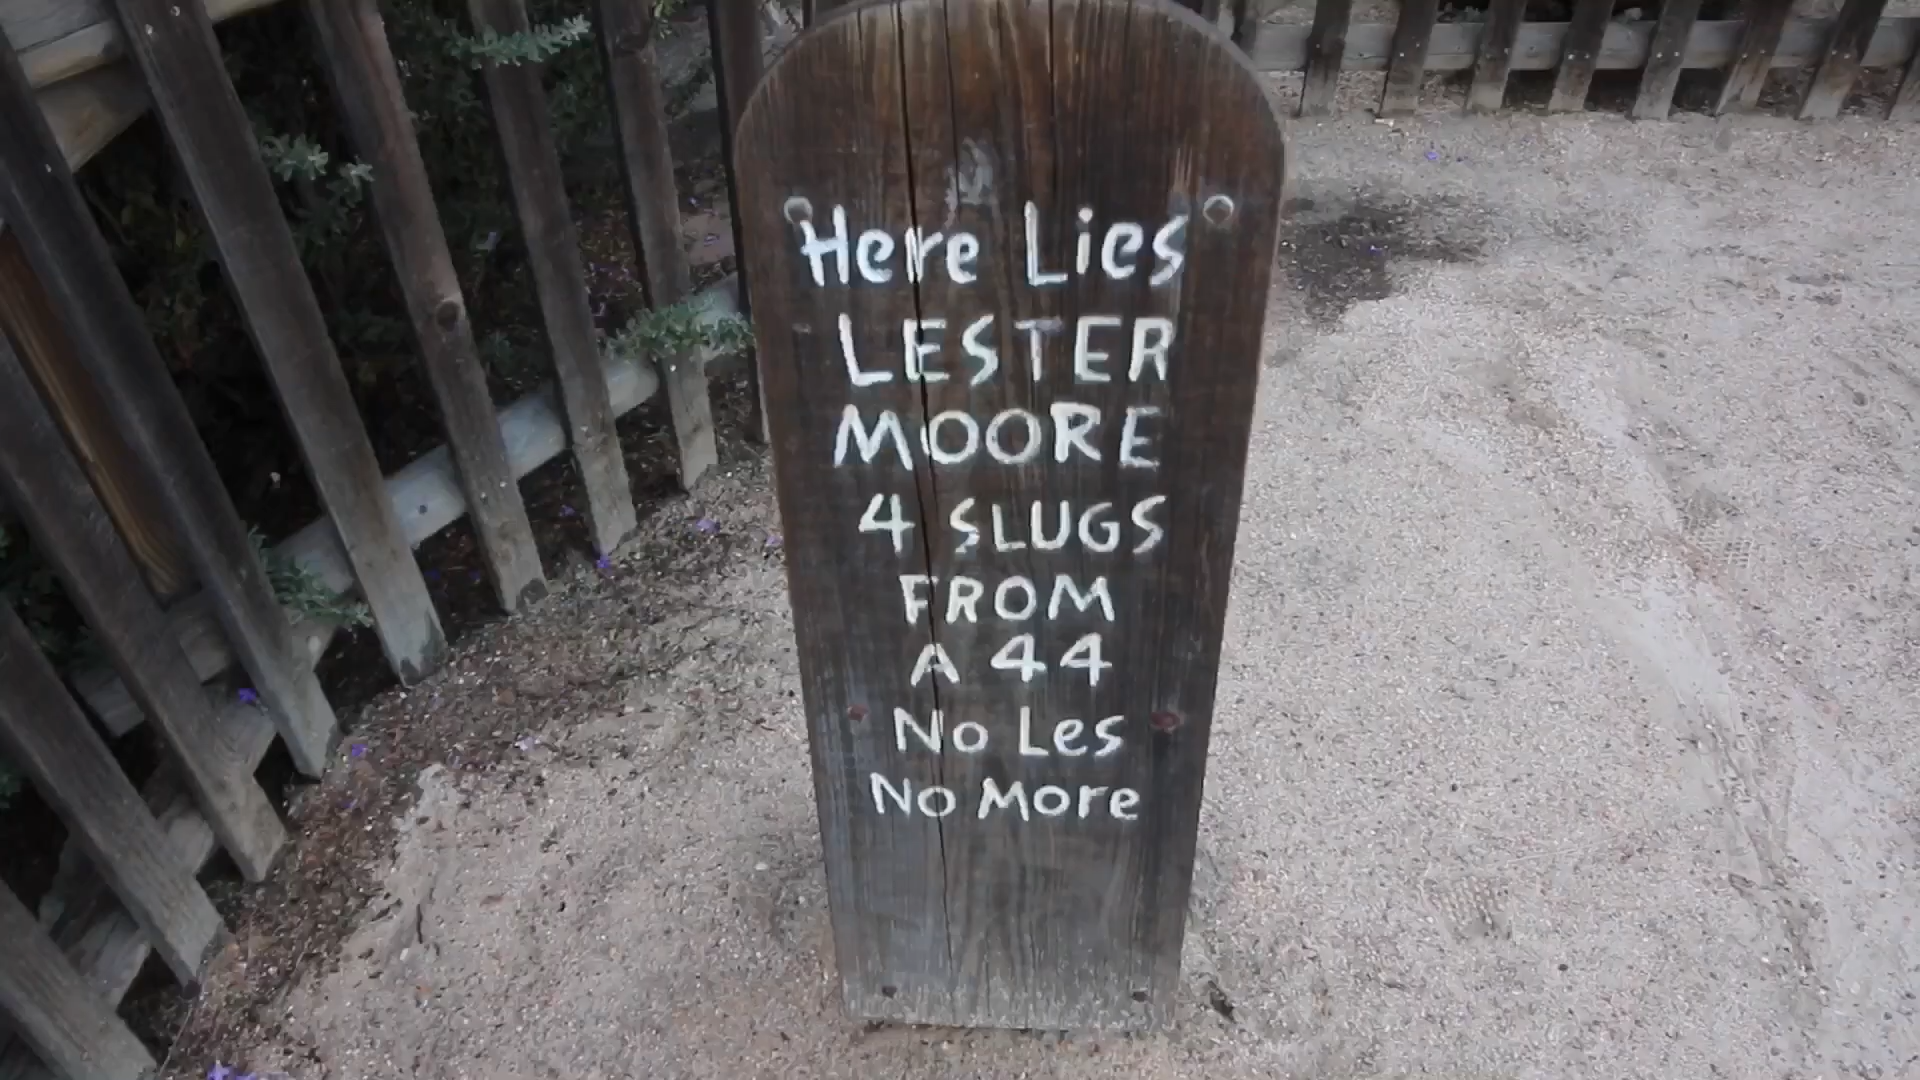 Here Lies
LESTER
MOORE
4 SLUGS
FROM
A 44
No Les
No More